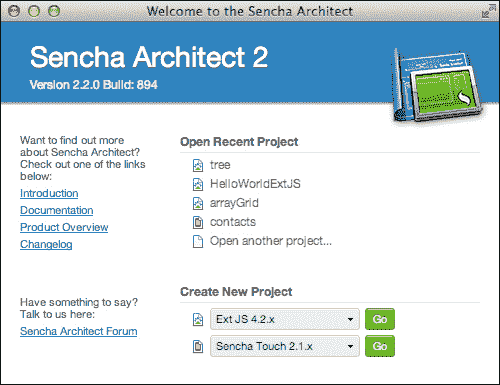 Welcome to the Sencha Architect
Sencha Architect 2
Version 2.2.0 Build: 894
Want to find out more
about Sencha Architect?
Check out one of the links
below:
Introduction
Documentation
Product Overview
Changelog
Open Recent Project
tree
HelloWorldExtJS
arrayGrid
contacts
Open another project...
Have something to say?
Talk to us here:
Sencha Architect Forum
Create New Project
Ext JS 4.2.x Go
Sencha Touch 2.1.x Go